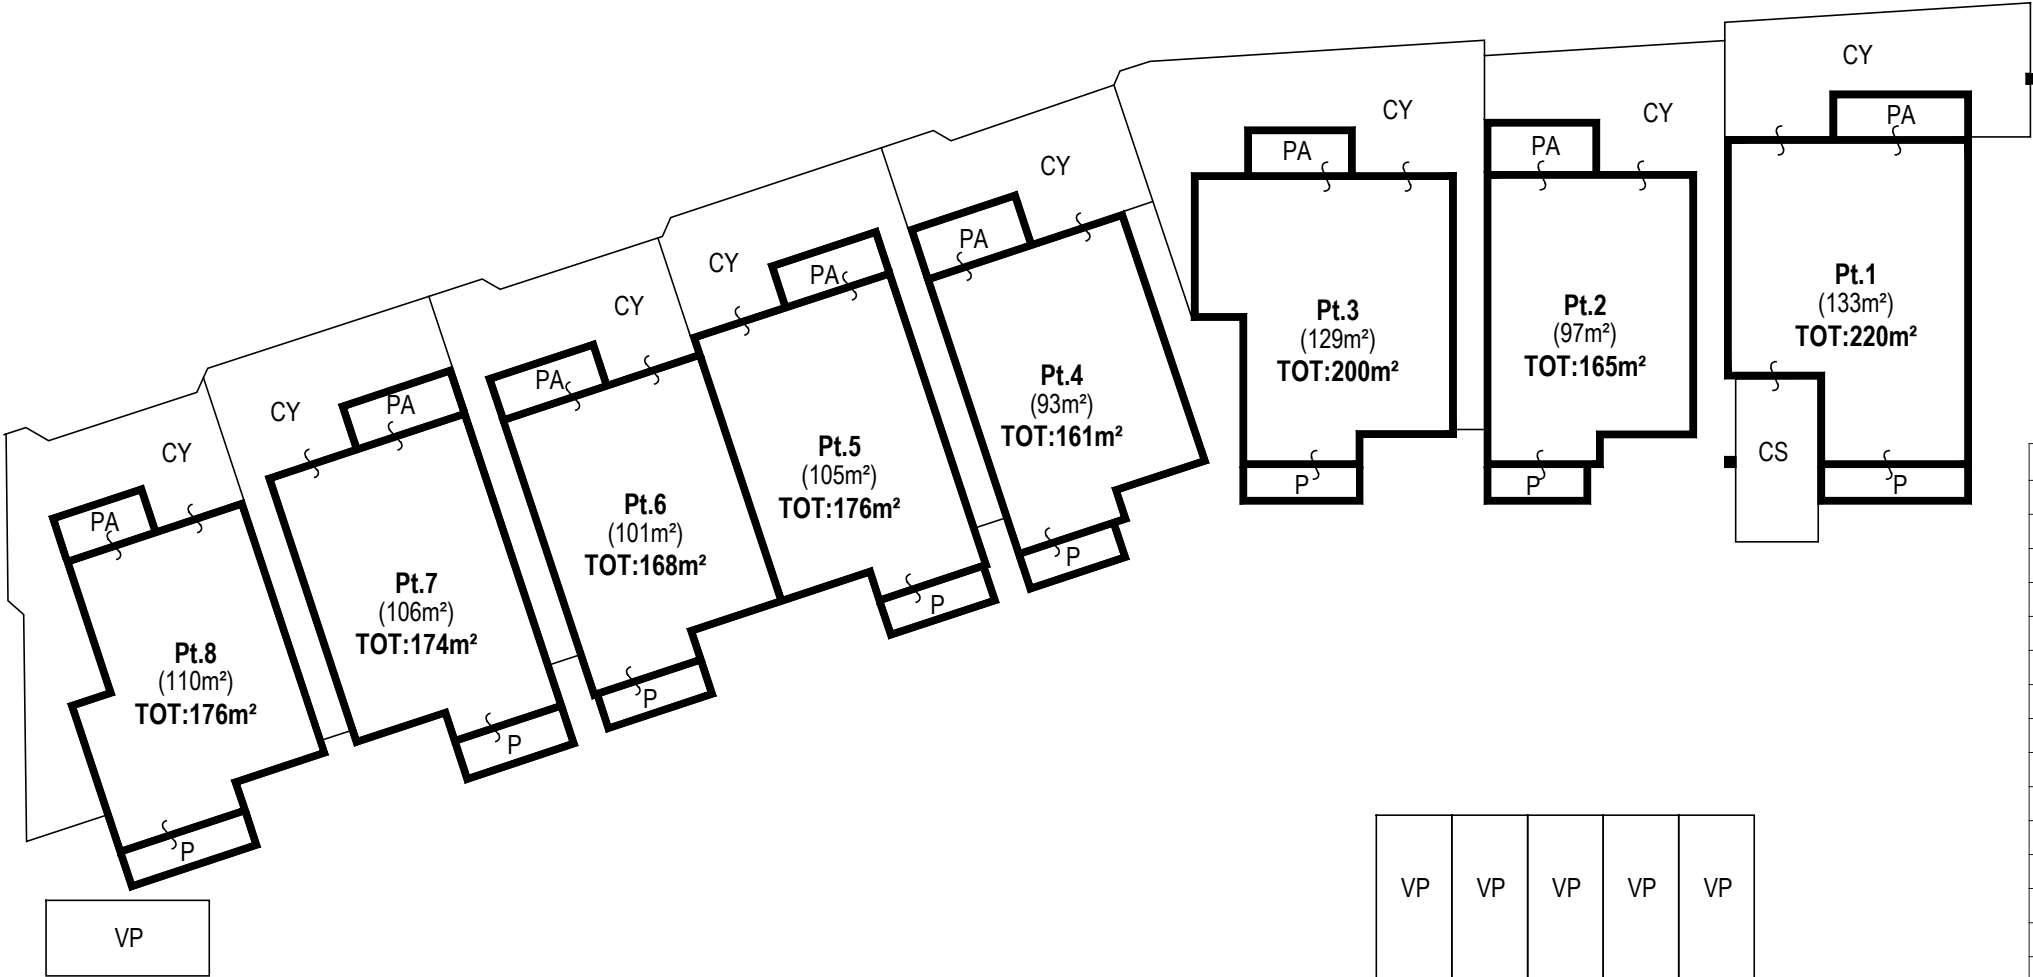 CY
PA
Pt.1
(133m²)
TOT:220m²
CS
P
CY
PA
Pt.2
(97m²)
TOT:165m²
P
CY
PA
Pt.3
(129m²)
TOT:200m²
P
CY
PA
Pt.4
(93m²)
TOT:161m²
P
CY
PA
Pt.5
(105m²)
TOT:176m²
P
CY
PA
Pt.6
(101m²)
TOT:168m²
P
CY
PA
Pt.7
(106m²)
TOT:174m²
P
CY
PA
Pt.8
(110m²)
TOT:176m²
P
VP
VP
VP
VP
VP
VP